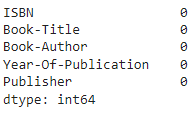 ISBN 0
Book-Title 0
Book-Author 0
Year-Of-Publication 0
Publisher 0
dtype: int64